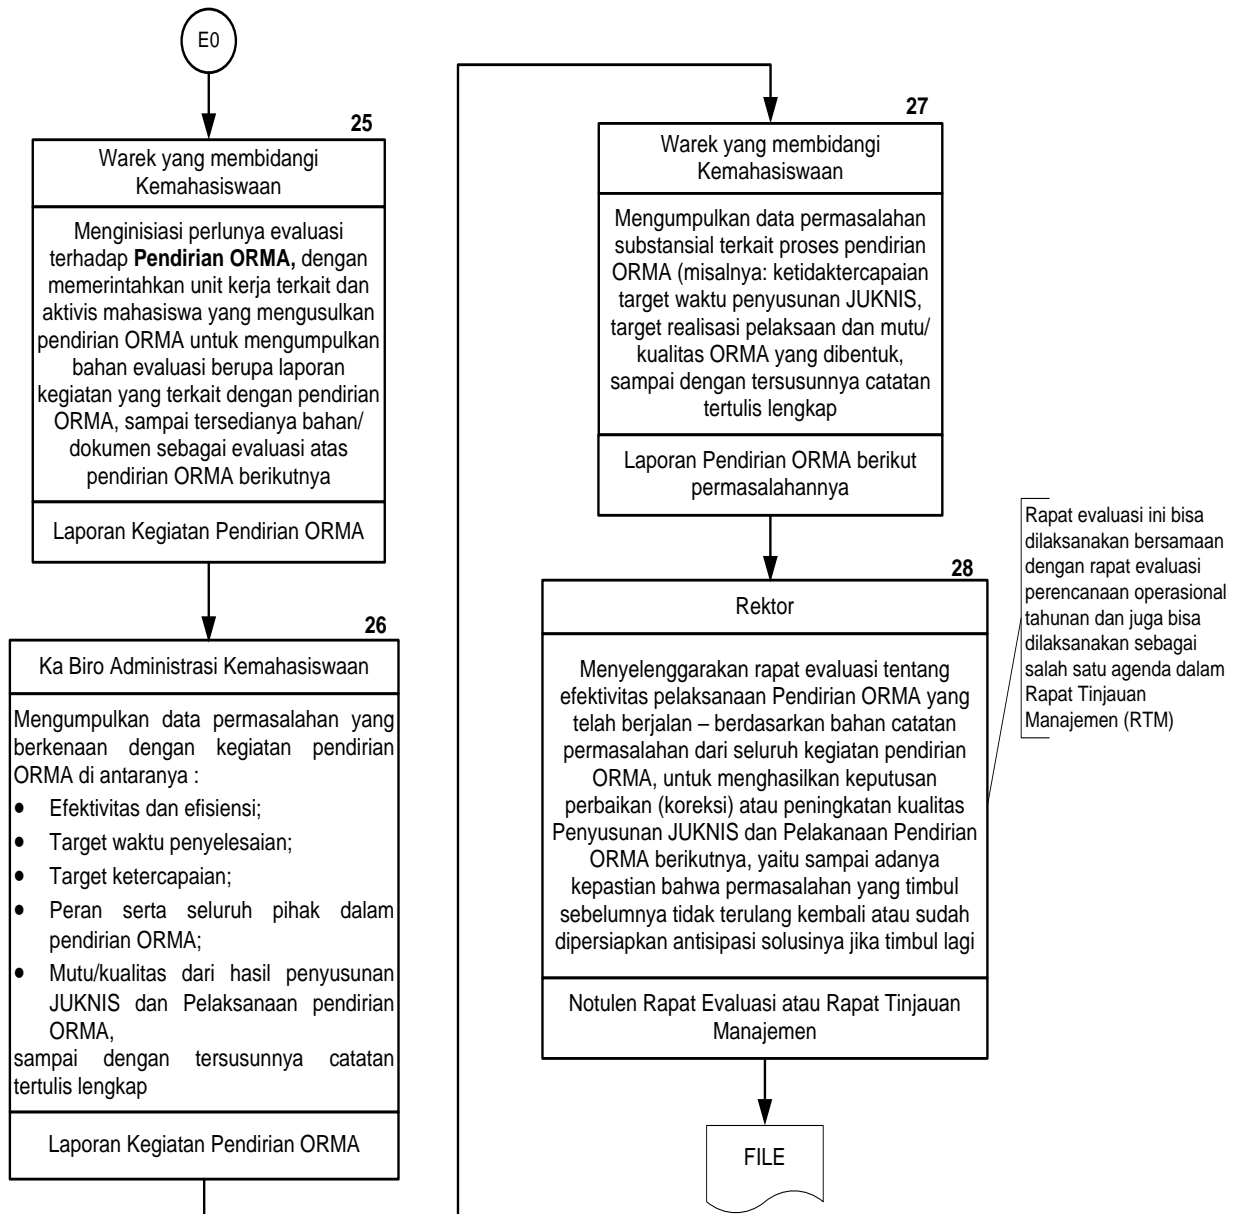 E0
25
Warek yang membidangi
Kemahasiswaan
Menginisiasi perlunya evaluasi
terhadap Pendirian ORMA, dengan
memerintahkan unit kerja terkait dan
aktivis mahasiswa yang mengusulkan
pendirian ORMA untuk mengumpulkan
bahan evaluasi berupa laporan
kegiatan yang terkait dengan pendirian
ORMA, sampai tersedianya bahan/
dokumen sebagai evaluasi atas
pendirian ORMA berikutnya
Laporan Kegiatan Pendirian ORMA
26
Ka Biro Administrasi Kemahasiswaan
Mengumpulkan data permasalahan yang
berkenaan dengan kegiatan pendirian
ORMA di antaranya :
• Efektivitas dan efisiensi;
• Target waktu penyelesaian;
• Target ketercapaian;
• Peran serta seluruh pihak dalam
pendirian ORMA;
• Mutu/kualitas dari hasil penyusunan
JUKNIS dan Pelaksanaan pendirian
ORMA,
sampai dengan tersusunnya catatan
tertulis lengkap
Laporan Kegiatan Pendirian ORMA
27
Warek yang membidangi
Kemahasiswaan
Mengumpulkan data permasalahan
substansial terkait proses pendirian
ORMA (misalnya: ketidaktercapaian
target waktu penyusunan JUKNIS,
target realisasi pelaksaan dan mutu/
kualitas ORMA yang dibentuk,
sampai dengan tersusunnya catatan
tertulis lengkap
Laporan Pendirian ORMA berikut
permasalahannya
28
Rektor
Menyelenggarakan rapat evaluasi tentang
efektivitas pelaksanaan Pendirian ORMA yang
telah berjalan – berdasarkan bahan catatan
permasalahan dari seluruh kegiatan pendirian
ORMA, untuk menghasilkan keputusan
perbaikan (koreksi) atau peningkatan kualitas
Penyusunan JUKNIS dan Pelakanaan Pendirian
ORMA berikutnya, yaitu sampai adanya
kepastian bahwa permasalahan yang timbul
sebelumnya tidak terulang kembali atau sudah
dipersiapkan antisipasi solusinya jika timbul lagi
Notulen Rapat Evaluasi atau Rapat Tinjauan
Manajemen
FILE
Rapat evaluasi ini bisa
dilaksanakan bersamaan
dengan rapat evaluasi
perencanaan operasional
tahunan dan juga bisa
dilaksanakan sebagai
salah satu agenda dalam
Rapat Tinjauan
Manajemen (RTM)